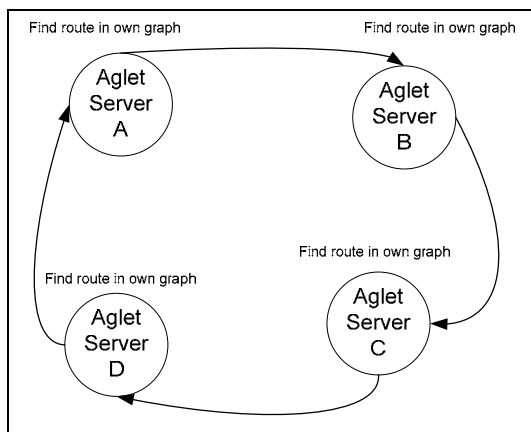 Find route in own graph
Find route in own graph
Aglet
Server
A
Aglet
Server
B
Find route in own graph
Find route in own graph
Aglet
Server
C
Aglet
Server
D